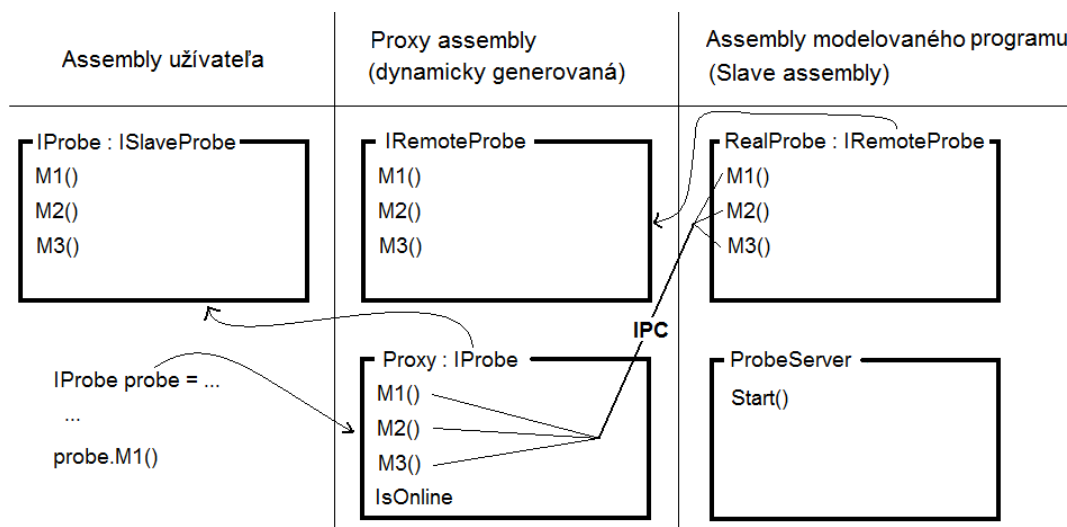 Assembly užívateľa
Proxy assembly
(dynamicky generovaná)
Assembly modelovaného programu
(Slave assembly)
IProbe : ISlaveProbe
M1()
M2()
M3()
IRemoteProbe
M1()
M2()
M3()
RealProbe : IRemoteProbe
M1()
M2()
M3()
IPC
IProbe probe = ...
...
probe.M1()
Proxy : IProbe
M1()
M2()
M3()
IsOnline
ProbeServer
Start()